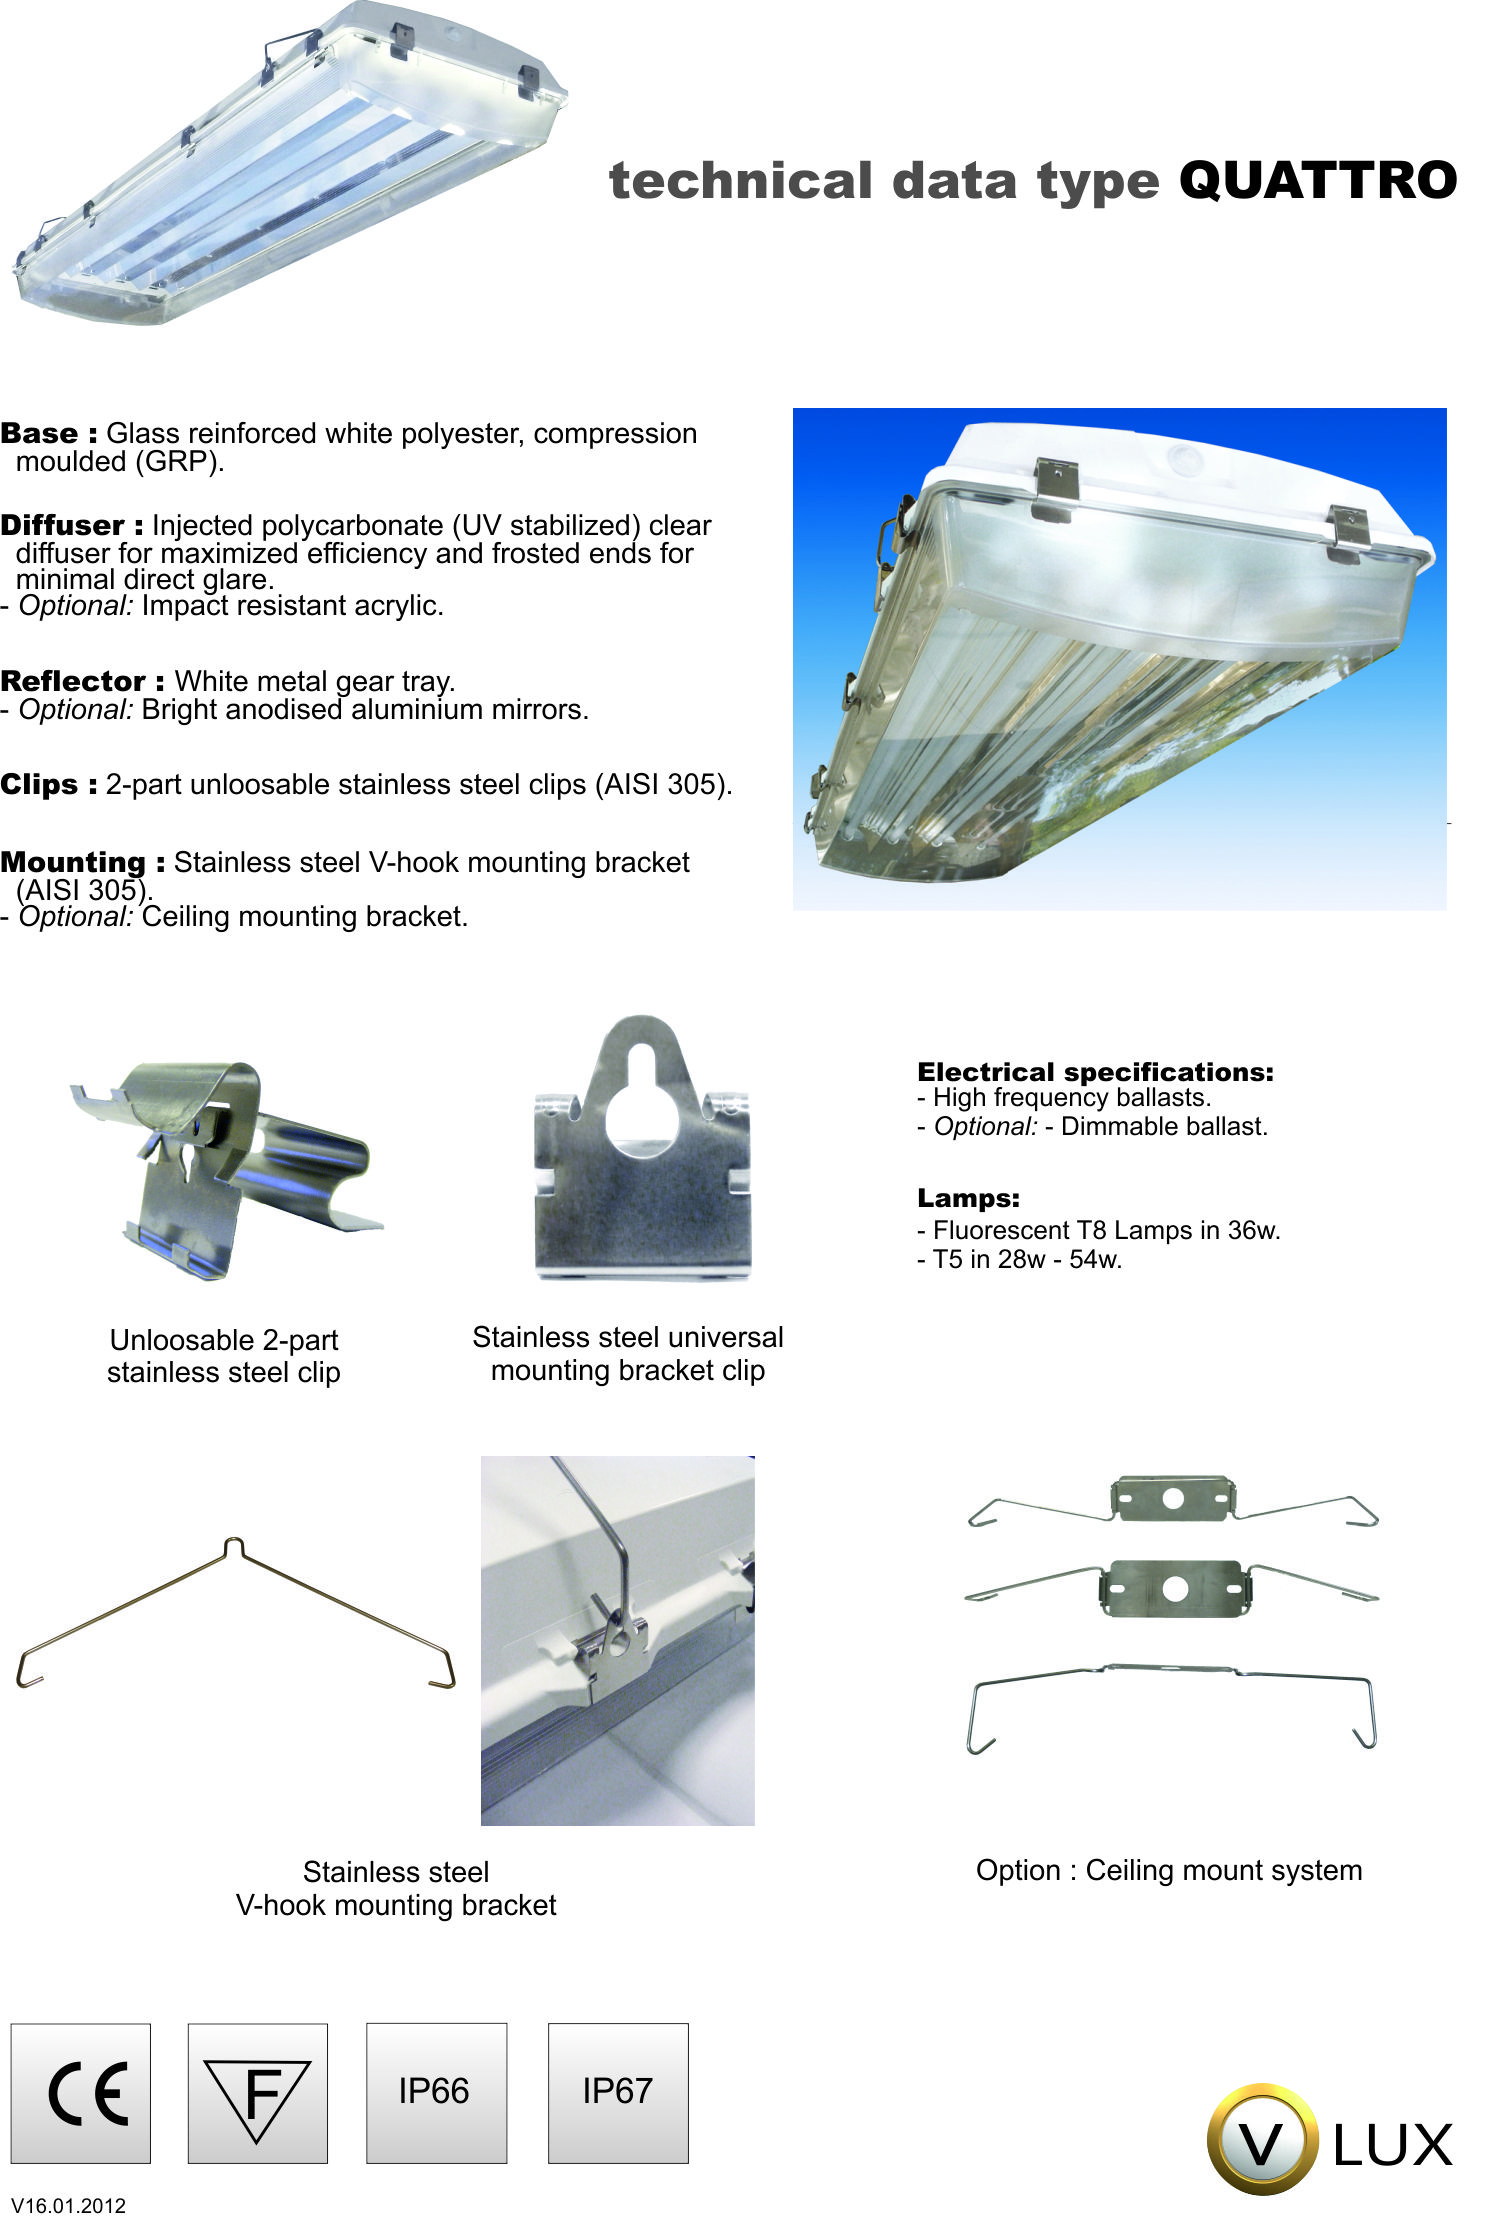 technical data type QUATTRO
Base : Glass reinforced white polyester, compression
moulded (GRP).
Diffuser : Injected polycarbonate (UV stabilized) clear
diffuser for maximized efficiency and frosted ends for
minimal direct glare.
- Optional: Impact resistant acrylic.
Reflector : White metal gear tray.
- Optional: Bright anodised aluminium mirrors.
Clips : 2-part unloosable stainless steel clips (AISI 305).
Mounting : Stainless steel V-hook mounting bracket
(AISI 305).
- Optional: Ceiling mounting bracket.
Electrical specifications:
- High frequency ballasts.
- Optional: - Dimmable ballast.
Lamps:
- Fluorescent T8 Lamps in 36w.
- T5 in 28w - 54w.
Unloosable 2-part
stainless steel clip
Stainless steel universal
mounting bracket clip
Stainless steel
V-hook mounting bracket
Option : Ceiling mount system
CE
F
IP66
IP67
V LUX
V16.01.2012